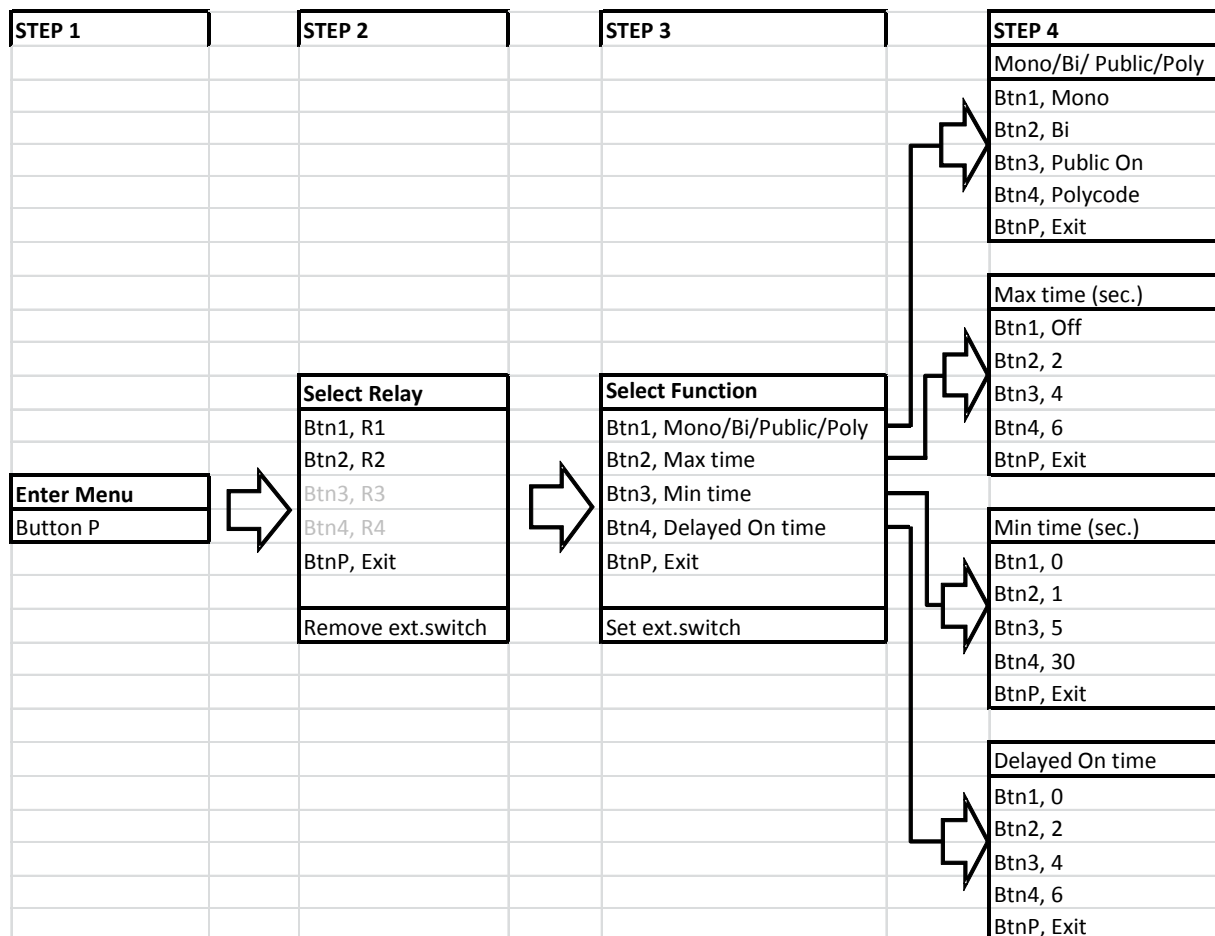 STEP 1
STEP 2
STEP 3
STEP 4
Enter Menu
Button P
Select Relay
Btn1, R1
Btn2, R2
Btn3, R3
Btn4, R4
BtnP, Exit
Remove ext.switch
Select Function
Btn1, Mono/Bi/Public/Poly
Btn2, Max time
Btn3, Min time
Btn4, Delayed On time
BtnP, Exit
Set ext.switch
Mono/Bi/ Public/Poly
Btn1, Mono
Btn2, Bi
Btn3, Public On
Btn4, Polycode
BtnP, Exit
Max time (sec.)
Btn1, Off
Btn2, 2
Btn3, 4
Btn4, 6
BtnP, Exit
Min time (sec.)
Btn1, 0
Btn2, 1
Btn3, 5
Btn4, 30
BtnP, Exit
Delayed On time
Btn1, 0
Btn2, 2
Btn3, 4
Btn4, 6
BtnP, Exit